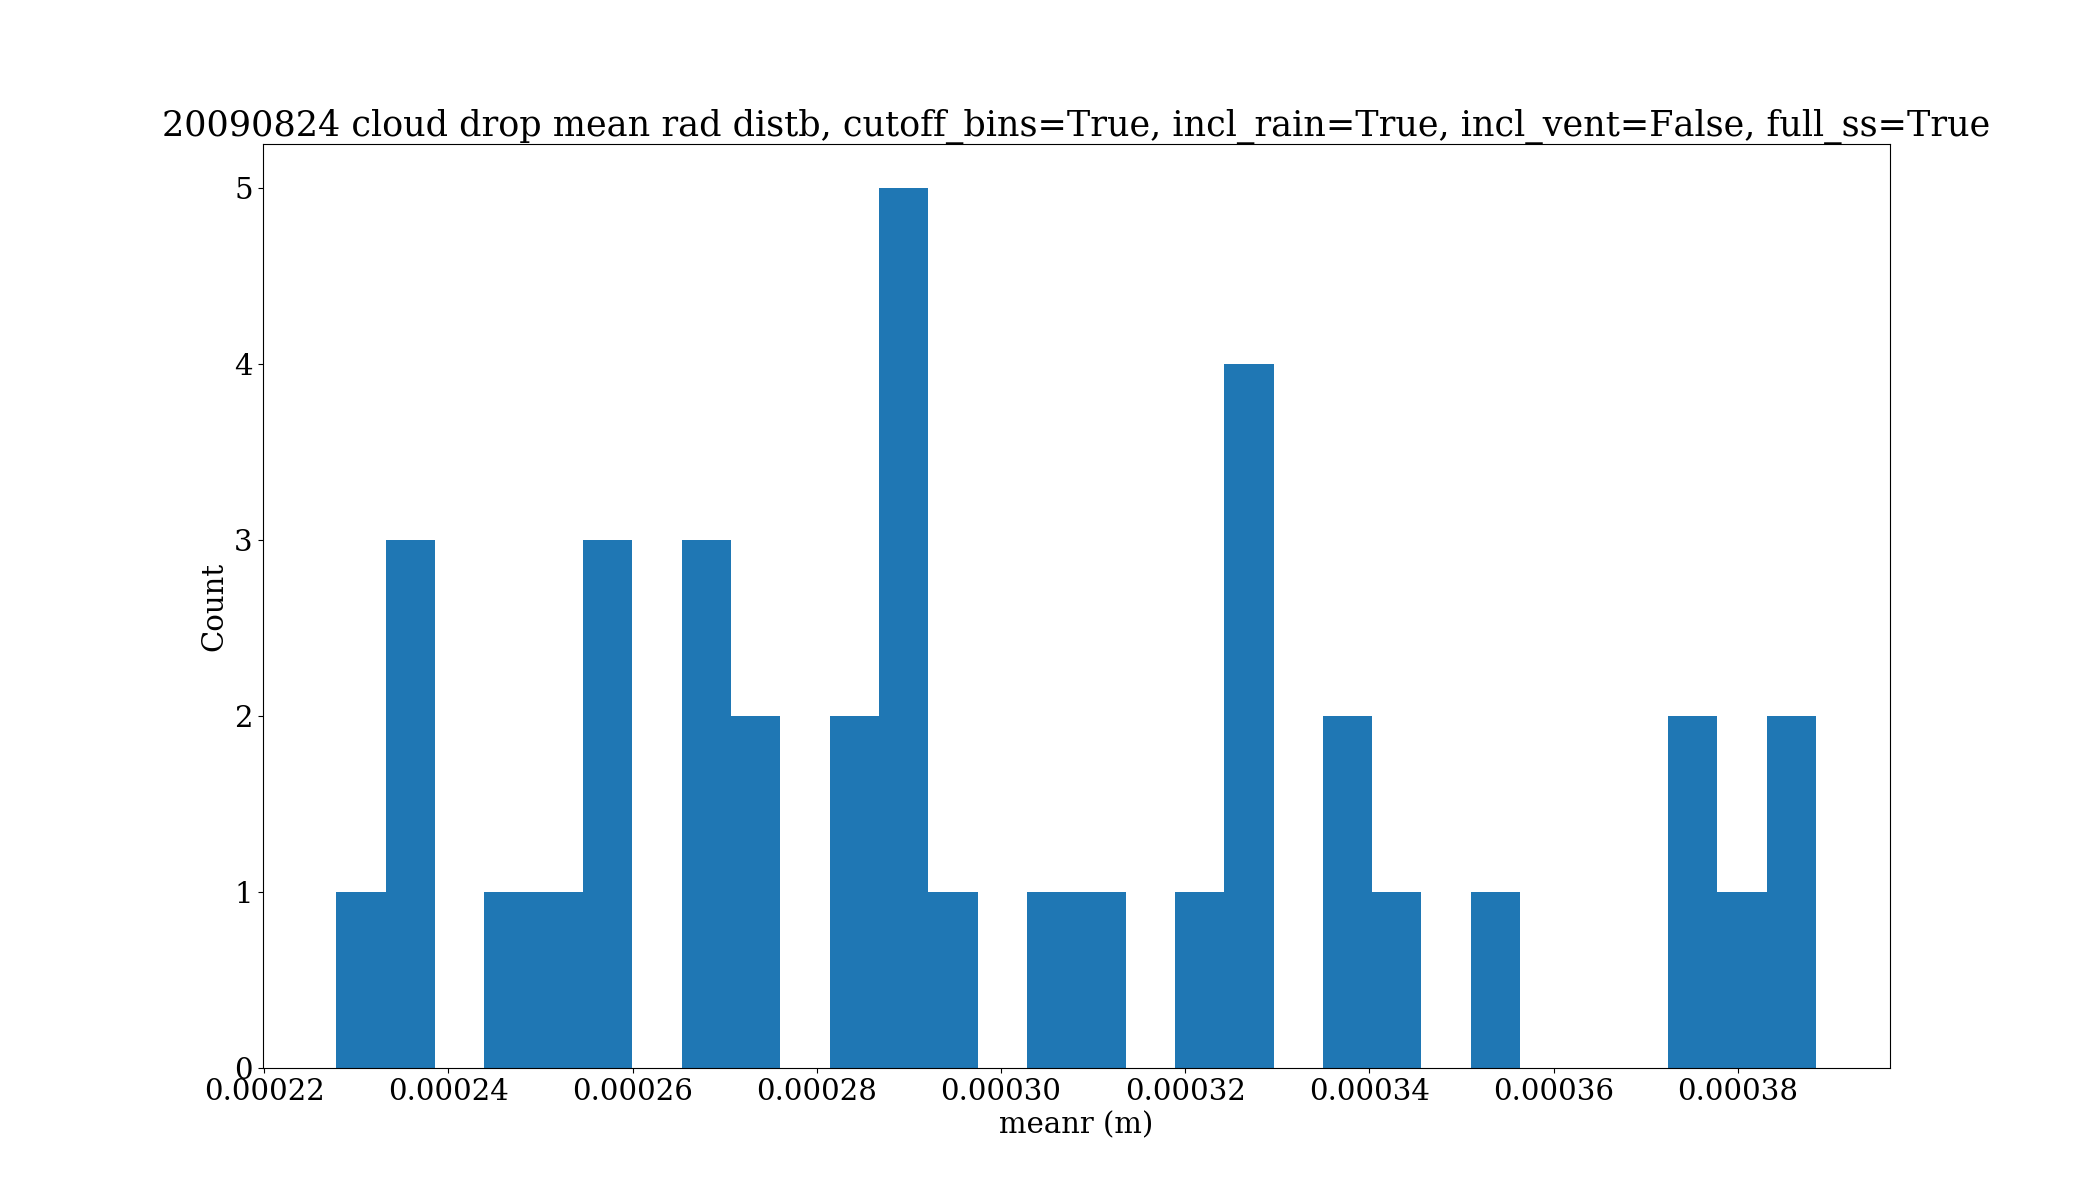 20090824 cloud drop mean rad distb, cutoff_bins=True, incl_rain=True, incl_vent=False, full_ss=True
5
4
3
2
1
0
Count
0.00022 0.00024 0.00026 0.00028 0.00030 0.00032 0.00034 0.00036 0.00038
meanr (m)